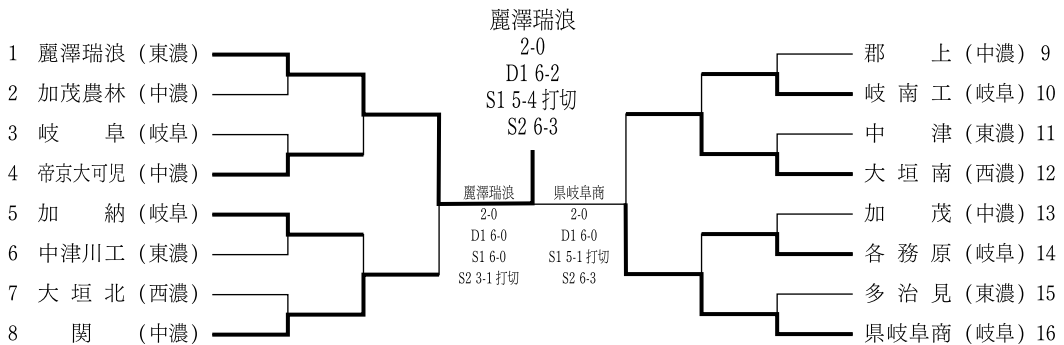 麗澤瑞浪
2-0
D1 6-2
S1 5-4 打切
S2 6-3
1 麗澤瑞浪 (東濃)
2 加茂農林 (中濃)
3 岐阜 (岐阜)
4 帝京大可児 (中濃)
5 加納 (岐阜)
6 中津川工 (東濃)
7 大垣北 (西濃)
8 関 (中濃)
麗澤瑞浪
2-0
D1 6-0
S1 6-0
S2 3-1 打切
県岐阜商
2-0
D1 6-0
S1 5-1 打切
S2 6-3
郡上 (中濃) 9
岐南工 (岐阜) 10
中津 (東濃) 11
大垣南 (西濃) 12
加茂 (中濃) 13
各務原 (岐阜) 14
多治見 (東濃) 15
県岐阜商 (岐阜) 16